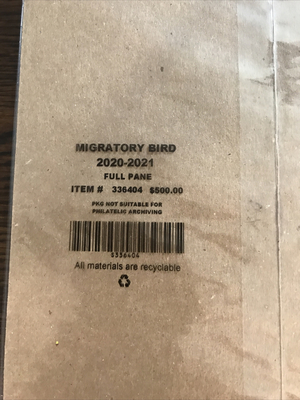 MIGRATORY BIRD
2020-2021
FULL PANE
ITEM # 336404 $500.00
PKG NOT SUITABLE FOR
PHILATELIC ARCHIVING
336404
All materials are recyclable